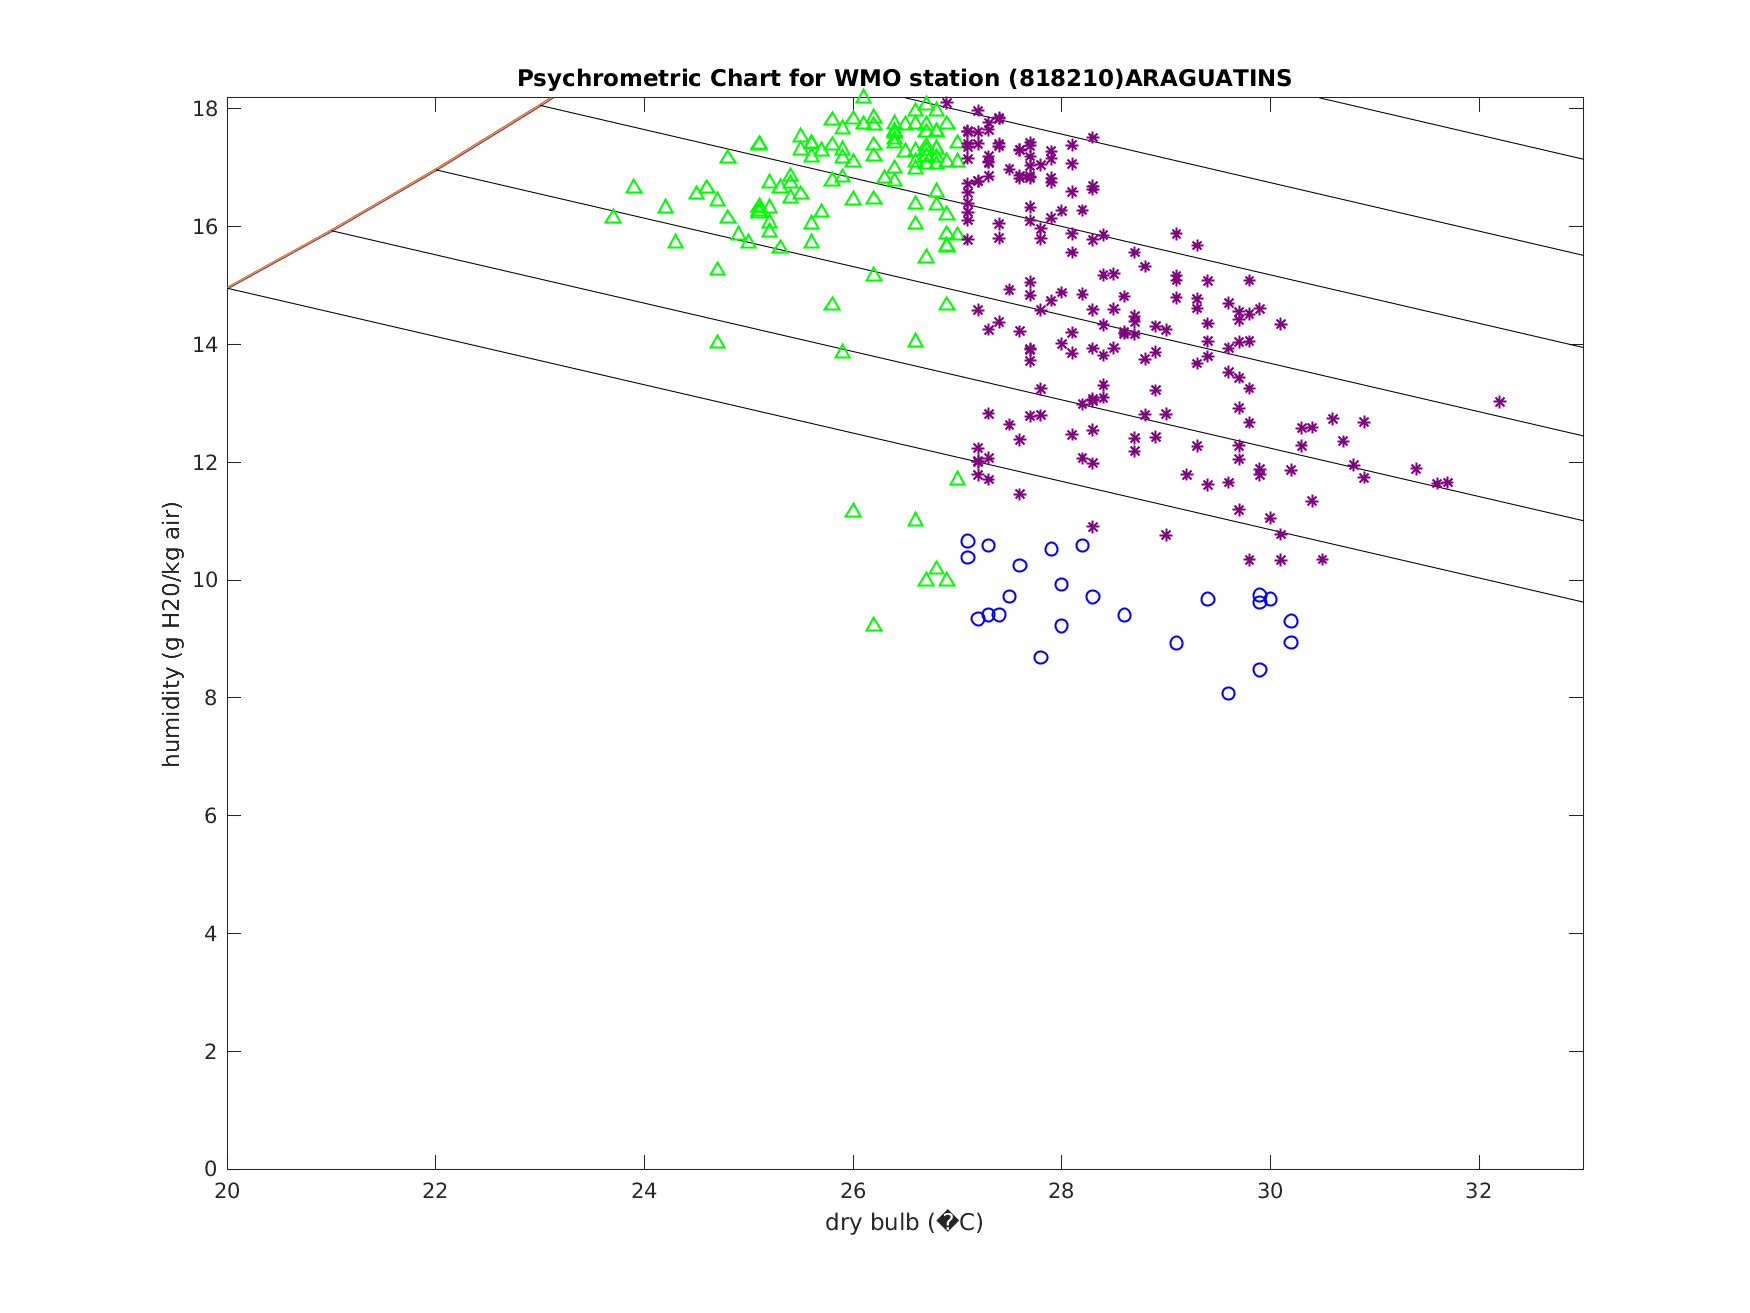 Psychrometric Chart for WMO station (818210)ARAGUATINS
18
16
14
12
10
8
6
4
2
0
humidity (g H20/kg air)
20 22 24 26 28 30 32
dry bulb (�C)